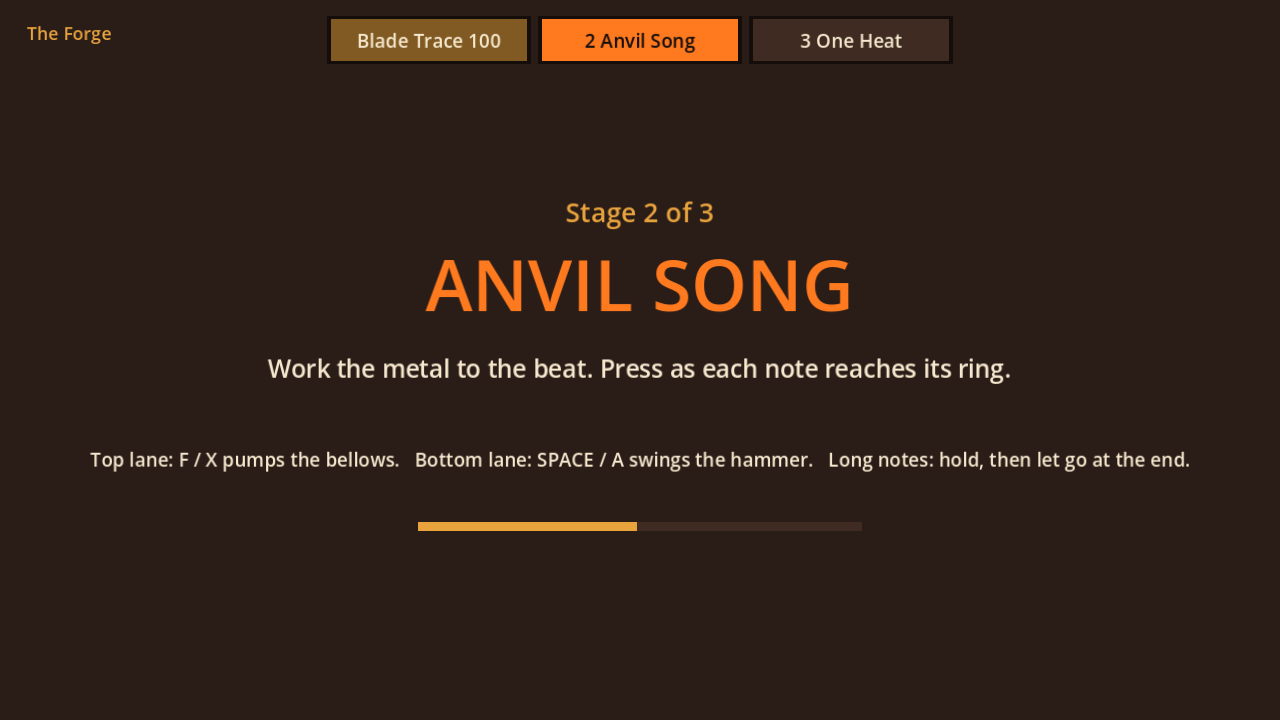 The Forge
Blade Trace 100
2 Anvil Song
3 One Heat
Stage 2 of 3
ANVIL SONG
Work the metal to the beat. Press as each note reaches its ring.
Top lane: F / X pumps the bellows. Bottom lane: SPACE / A swings the hammer. Long notes: hold, then let go at the end.